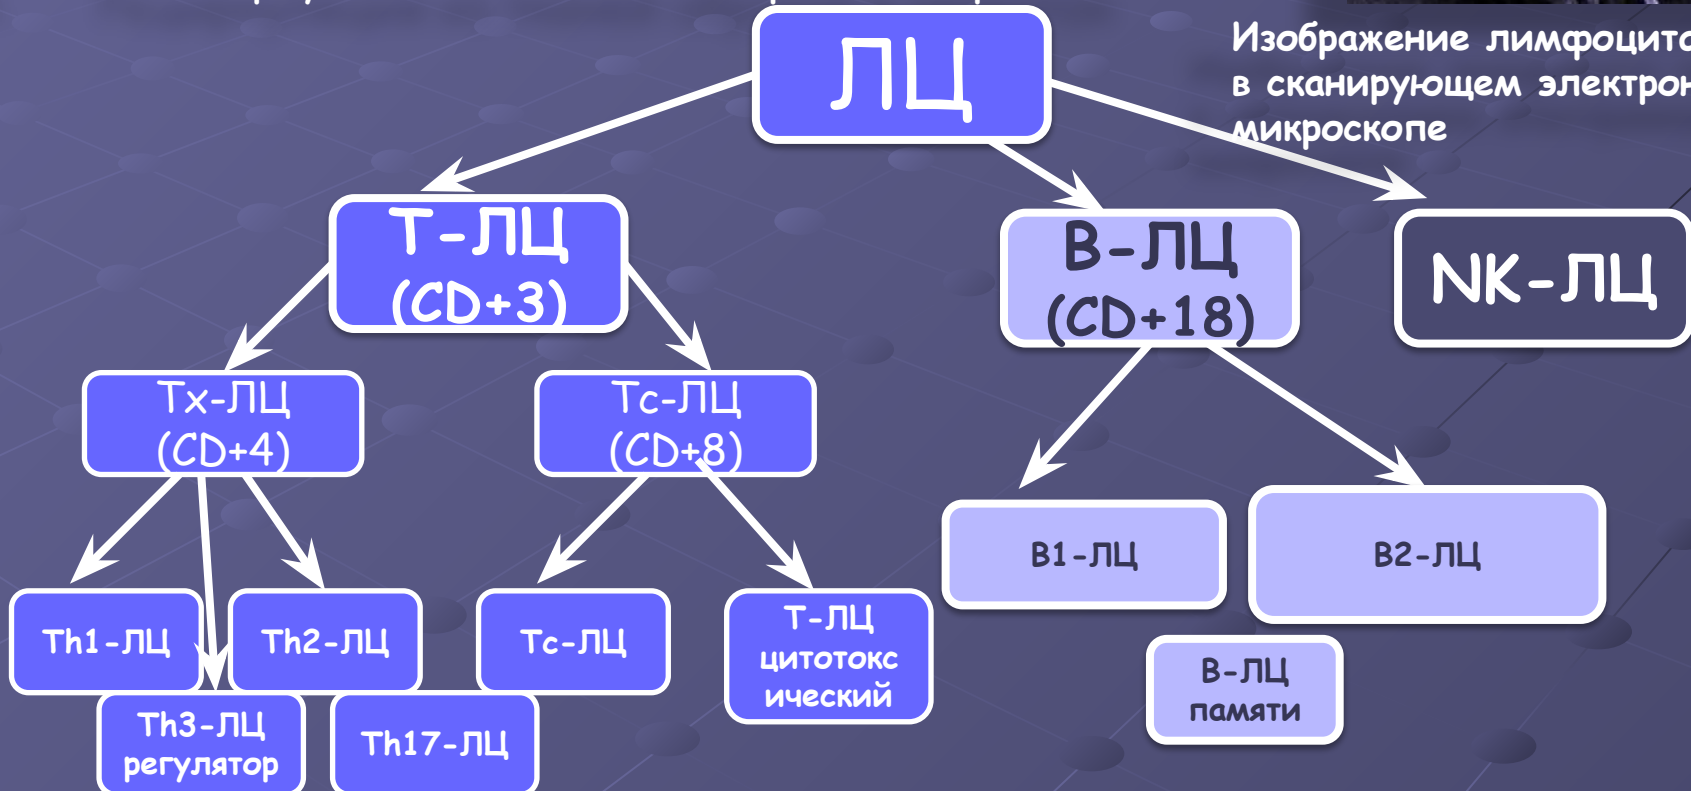 ЛЦ
Изображение
в сканирующем
микроскопе
Т-ЛЦ
(CD+3)
В-ЛЦ
(CD+18)
NK-ЛЦ
Тх-ЛЦ
(CD+4)
Тс-ЛЦ
(CD+8)
В1-ЛЦ
В2-ЛЦ
Th1-ЛЦ
Th2-ЛЦ
Тс-ЛЦ
Т-ЛЦ
цитотокс
ический
В-ЛЦ
памяти
Th3-ЛЦ
регулятор
Th17-ЛЦ